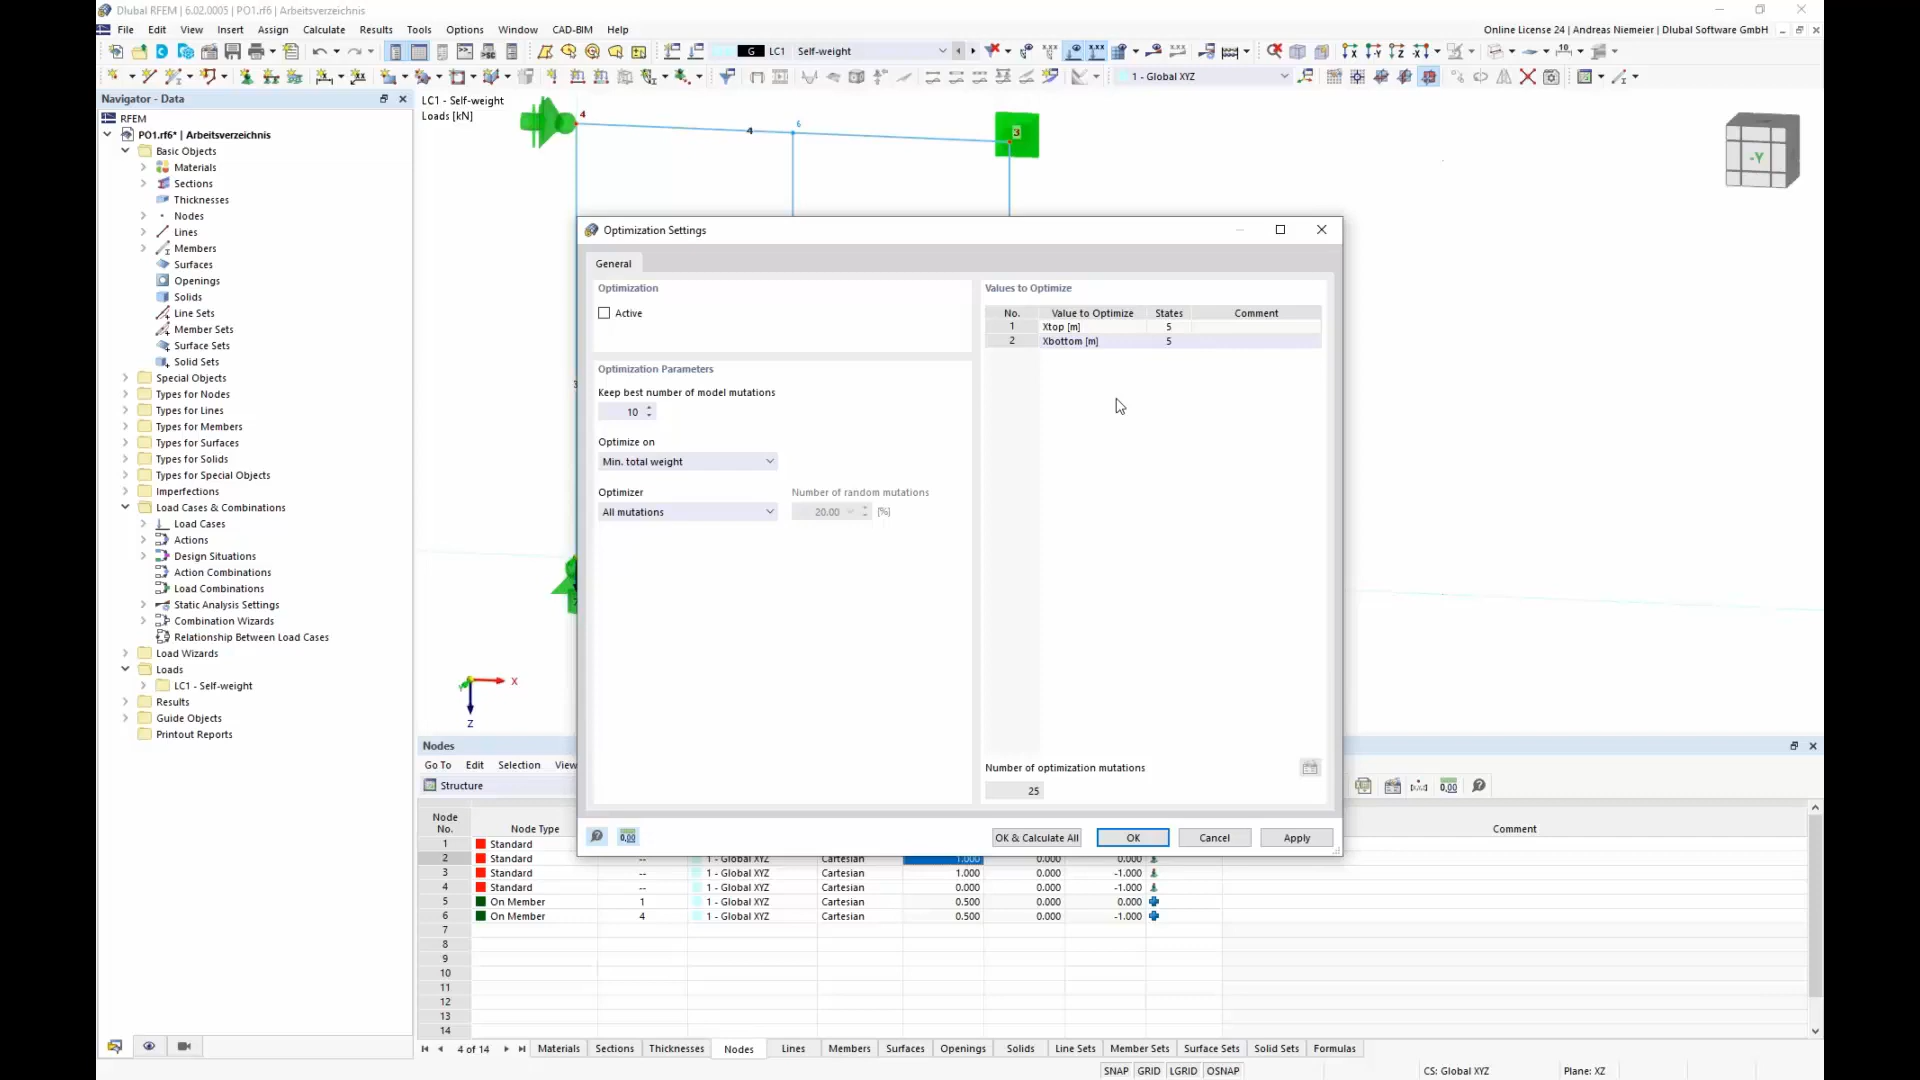 Dlubal RFEM | 6.02.0005 | PO1.rf6 | Arbeitsverzeichnis
File Edit View Insert Assign Calculate Results Tools Options Window CAD-BIM Help
Online License 24 | Andreas Niemeier | Dlubal Software GmbH
G LC1 Self-weight
1 - Global XYZ
Navigator - Data
RFEM
PO1.rf6* | Arbeitsverzeichnis
Basic Objects
Materials
Sections
Thicknesses
Nodes
Lines
Members
Surfaces
Openings
Solids
Line Sets
Member Sets
Surface Sets
Solid Sets
Special Objects
Types for Nodes
Types for Lines
Types for Members
Types for Surfaces
Types for Solids
Types for Special Objects
Imperfections
Load Cases & Combinations
Load Cases
Actions
Design Situations
Action Combinations
Load Combinations
Static Analysis Settings
Combination Wizards
Relationship Between Load Cases
Load Wizards
Loads
LC1 - Self-weight
Results
Guide Objects
Printout Reports
LC1 - Self-weight
Loads [kN]
4
4
6
3
-Y
X
Z
Optimization Settings
General
Optimization
Active
Optimization Parameters
Keep best number of model mutations
10
Optimize on
Min. total weight
Optimizer
Number of random mutations
All mutations
20.00 [%]
Values to Optimize
No. Value to Optimize States Comment
1 Xtop [m] 5
2 Xbottom [m] 5
Number of optimization mutations
25
OK & Calculate All OK Cancel Apply
Nodes
Go To Edit Selection View
Structure
Node No. Node Type Comment
1 Standard
2 Standard -- 1 - Global XYZ Cartesian 1.000 0.000 0.000
3 Standard -- 1 - Global XYZ Cartesian 1.000 0.000 -1.000
4 Standard -- 1 - Global XYZ Cartesian 0.000 0.000 -1.000
5 On Member 1 1 - Global XYZ Cartesian 0.500 0.000 0.000
6 On Member 4 1 - Global XYZ Cartesian 0.500 0.000 -1.000
7
8
9
10
11
12
13
14
4 of 14 Materials Sections Thicknesses Nodes Lines Members Surfaces Openings Solids Line Sets Member Sets Surface Sets Solid Sets Formulas
SNAP GRID LGRID OSNAP CS: Global XYZ Plane: XZ